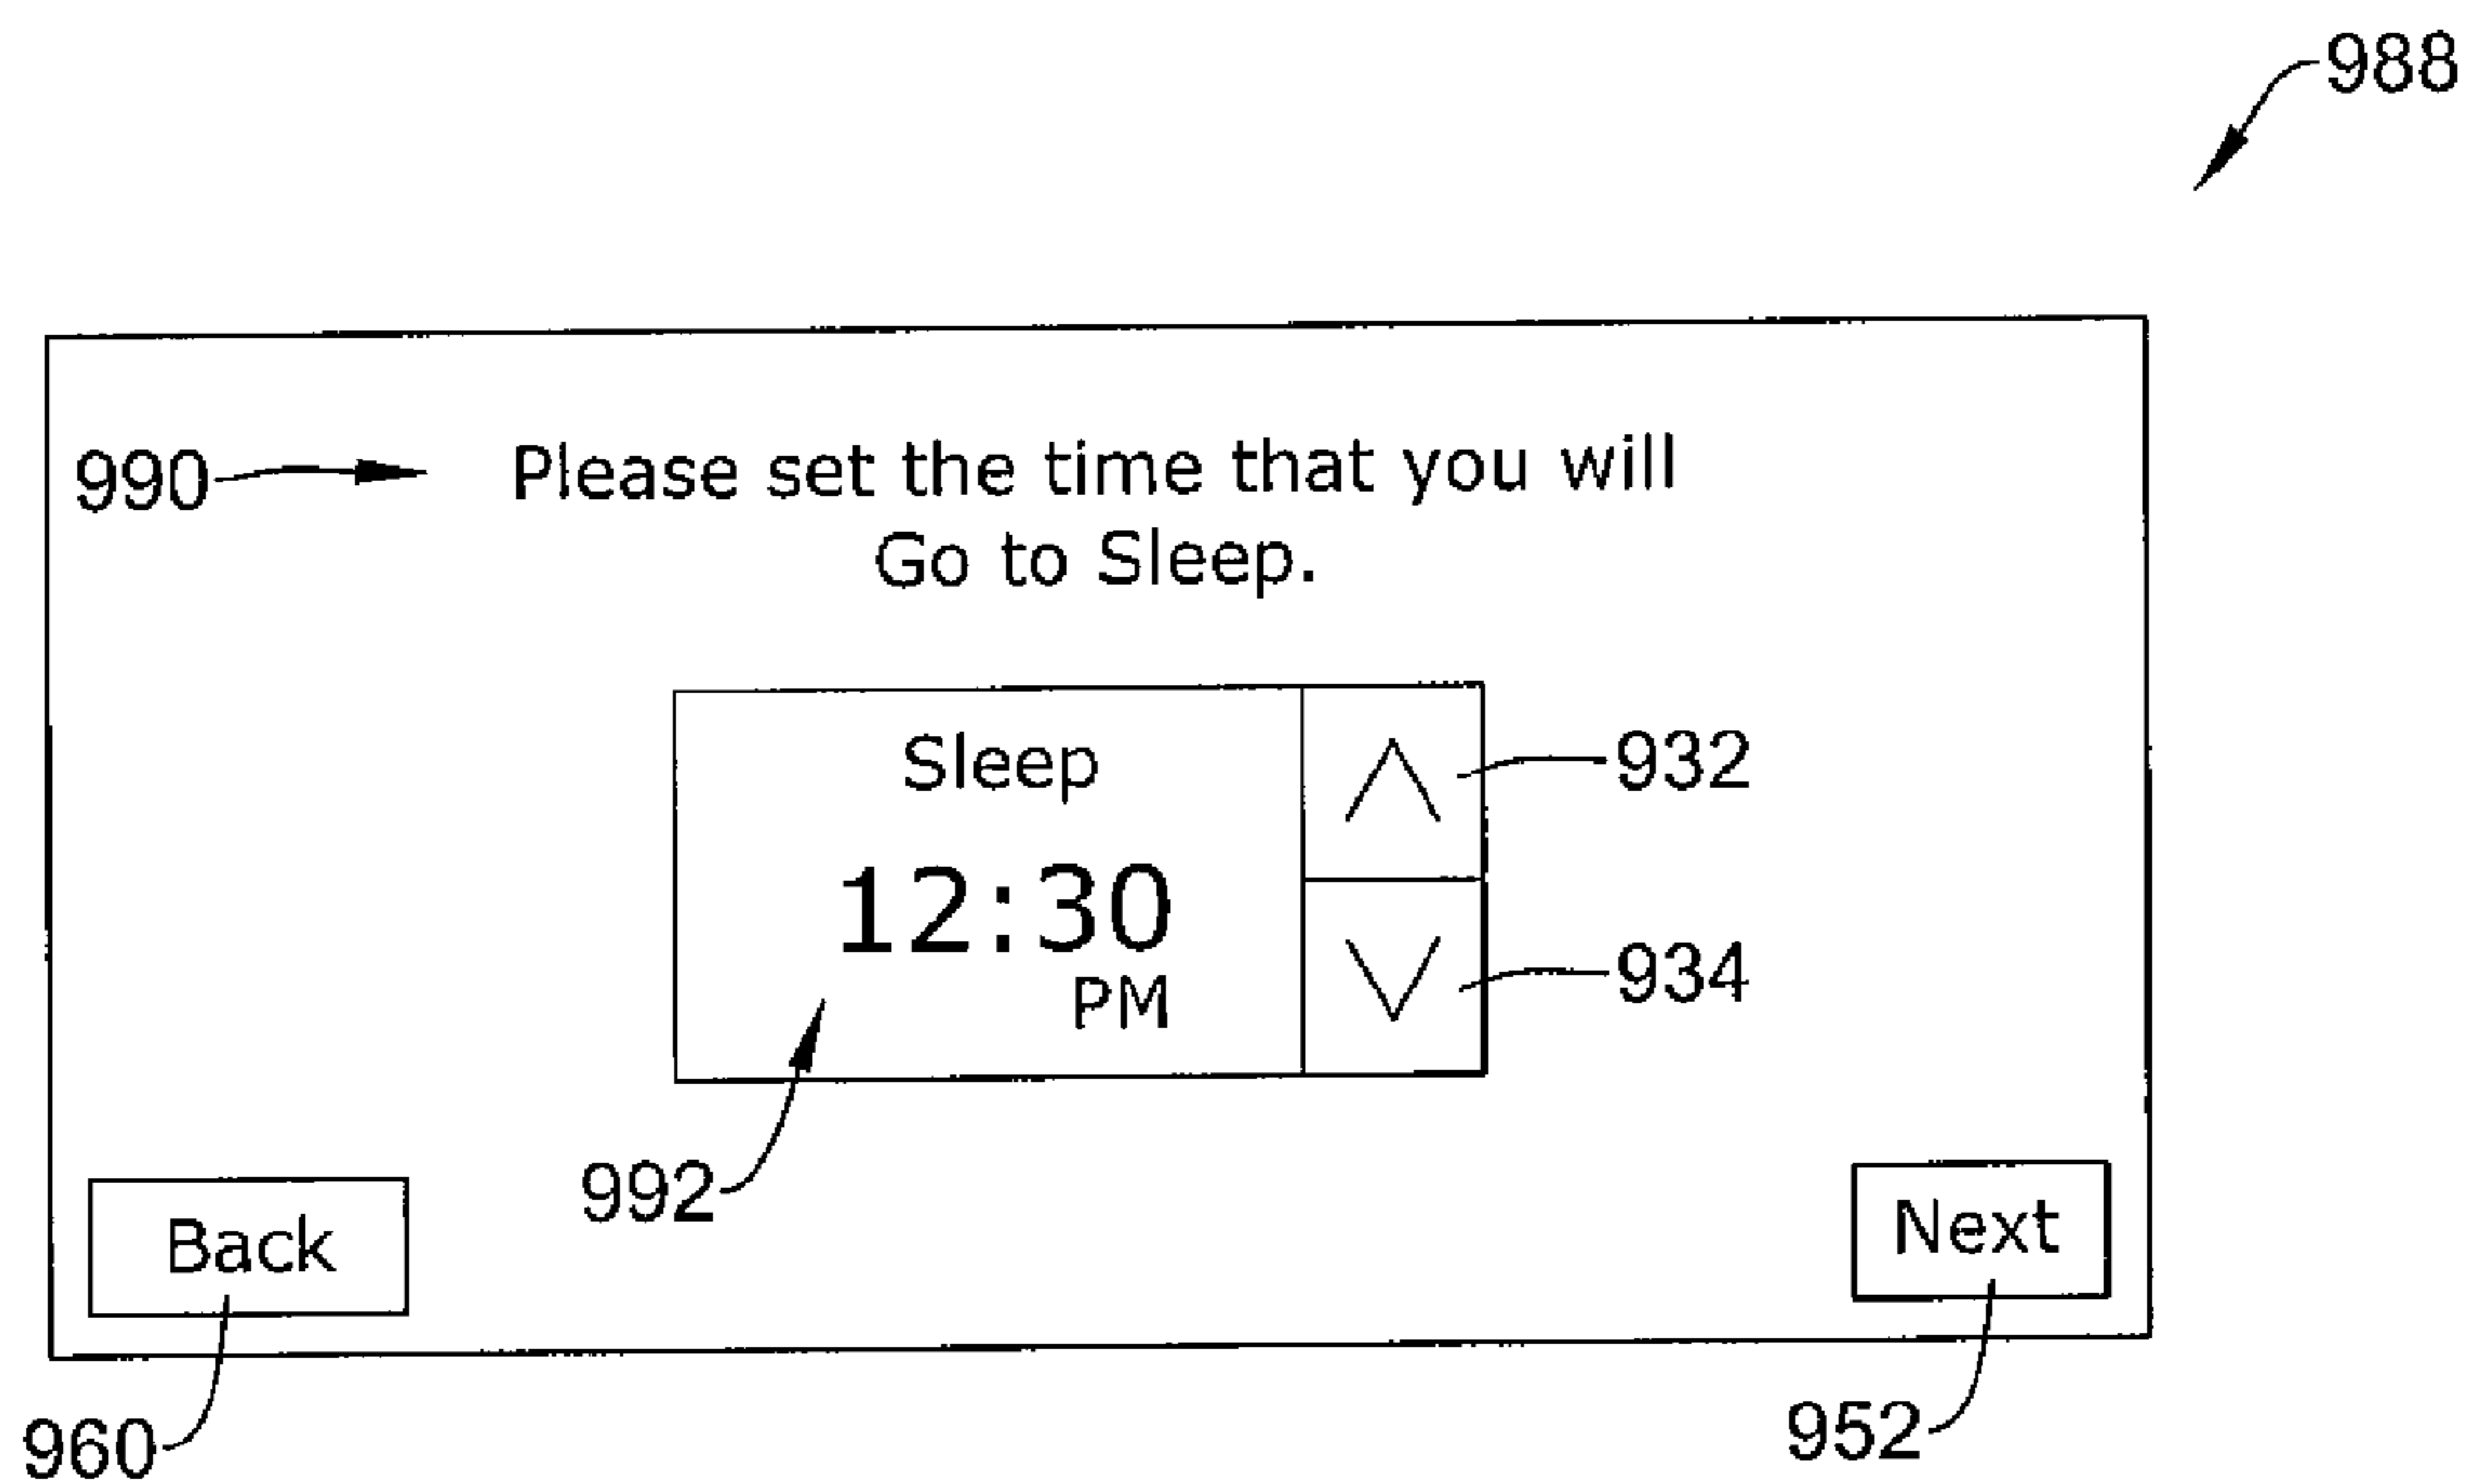 988
990
Please set the time that you will
Go to Sleep.
Sleep
12:30
PM
932
934
992
Back
Next
960
952